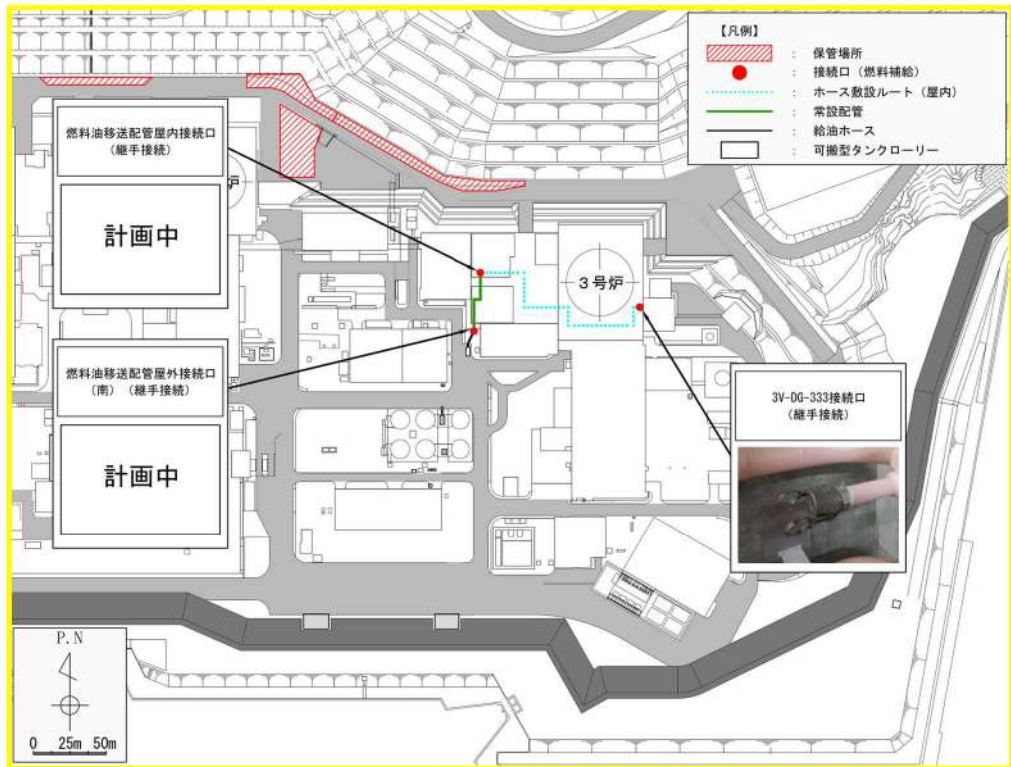 【凡例】
： 保管場所
： 接続口（燃料補給）
： ホース敷設ルート（屋内）
： 常設配管
： 給油ホース
： 可搬型タンクローリー
燃料油移送配管屋内接続口
（継手接続）
計画中
炉
3号炉
燃料油移送配管屋外接続口
（南）（継手接続）
計画中
3V-DG-333接続口
（継手接続）
P.N
0 25m 50m